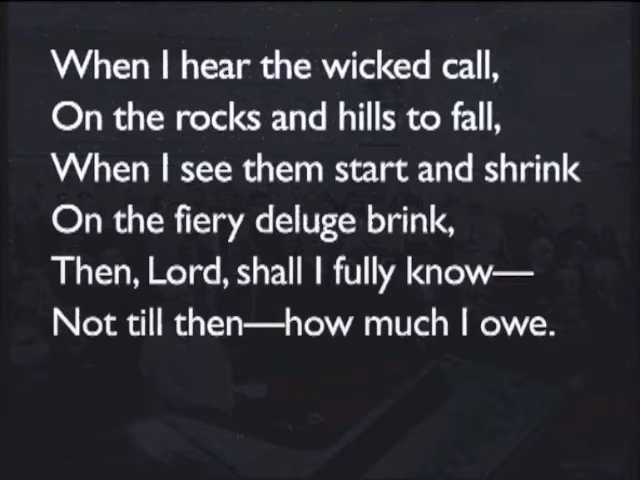 When I hear the wicked call,
On the rocks and hills to fall,
When I see them start and shrink
On the fiery deluge brink,
Then, Lord, shall I fully know—
Not till then—how much I owe.